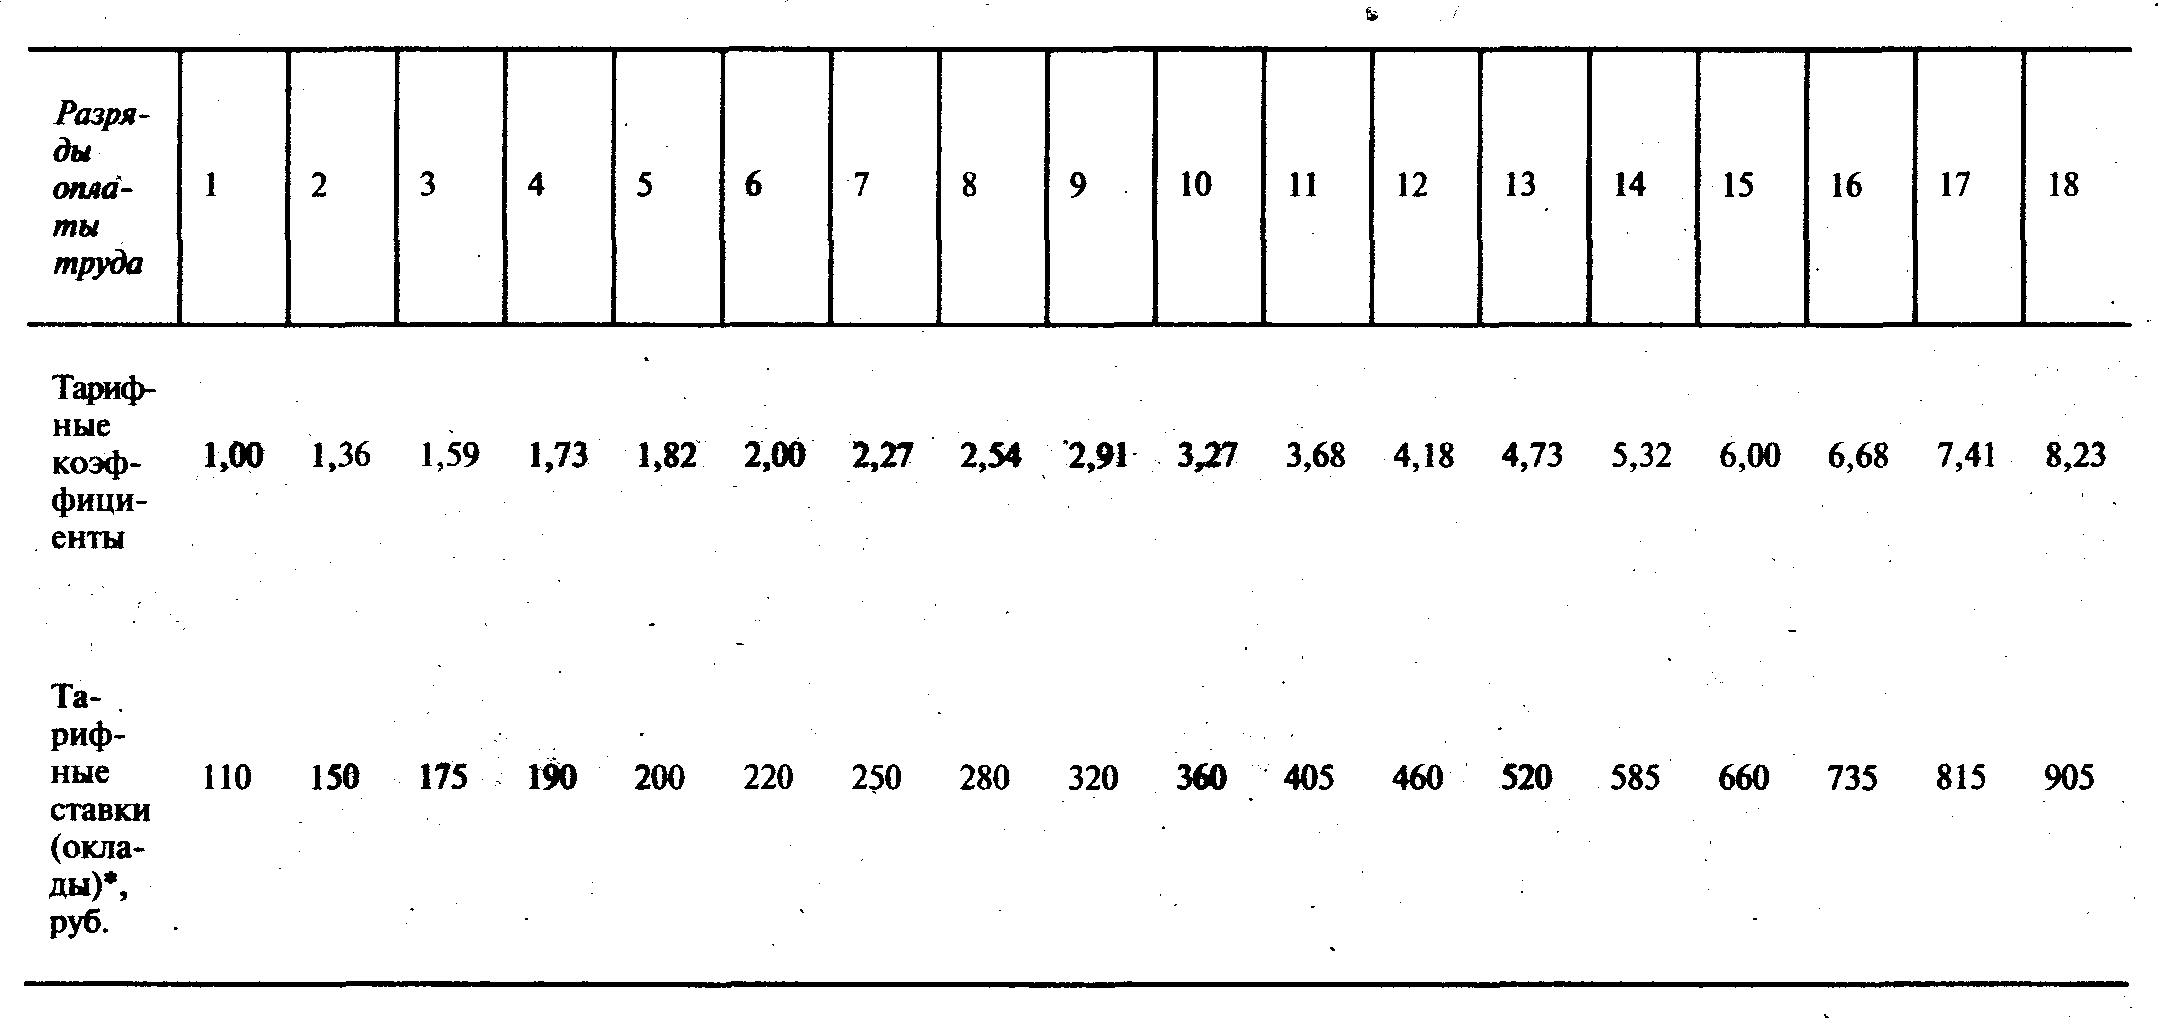 Разря-
ды
опла-
ты
труда
1 2 3 4 5 6 7 8 9 10 11 12 13 14 15 16 17 18
Тариф-
ные
коэф-
фици-
енты
1,00 1,36 1,59 1,73 1,82 2,00 2,27 2,54 2,91 3,27 3,68 4,18 4,73 5,32 6,00 6,68 7,41 8,23
Та-
риф-
ные
ставки
(окла-
ды)*,
руб.
110 150 175 190 200 220 250 280 320 360 405 460 520 585 660 735 815 905